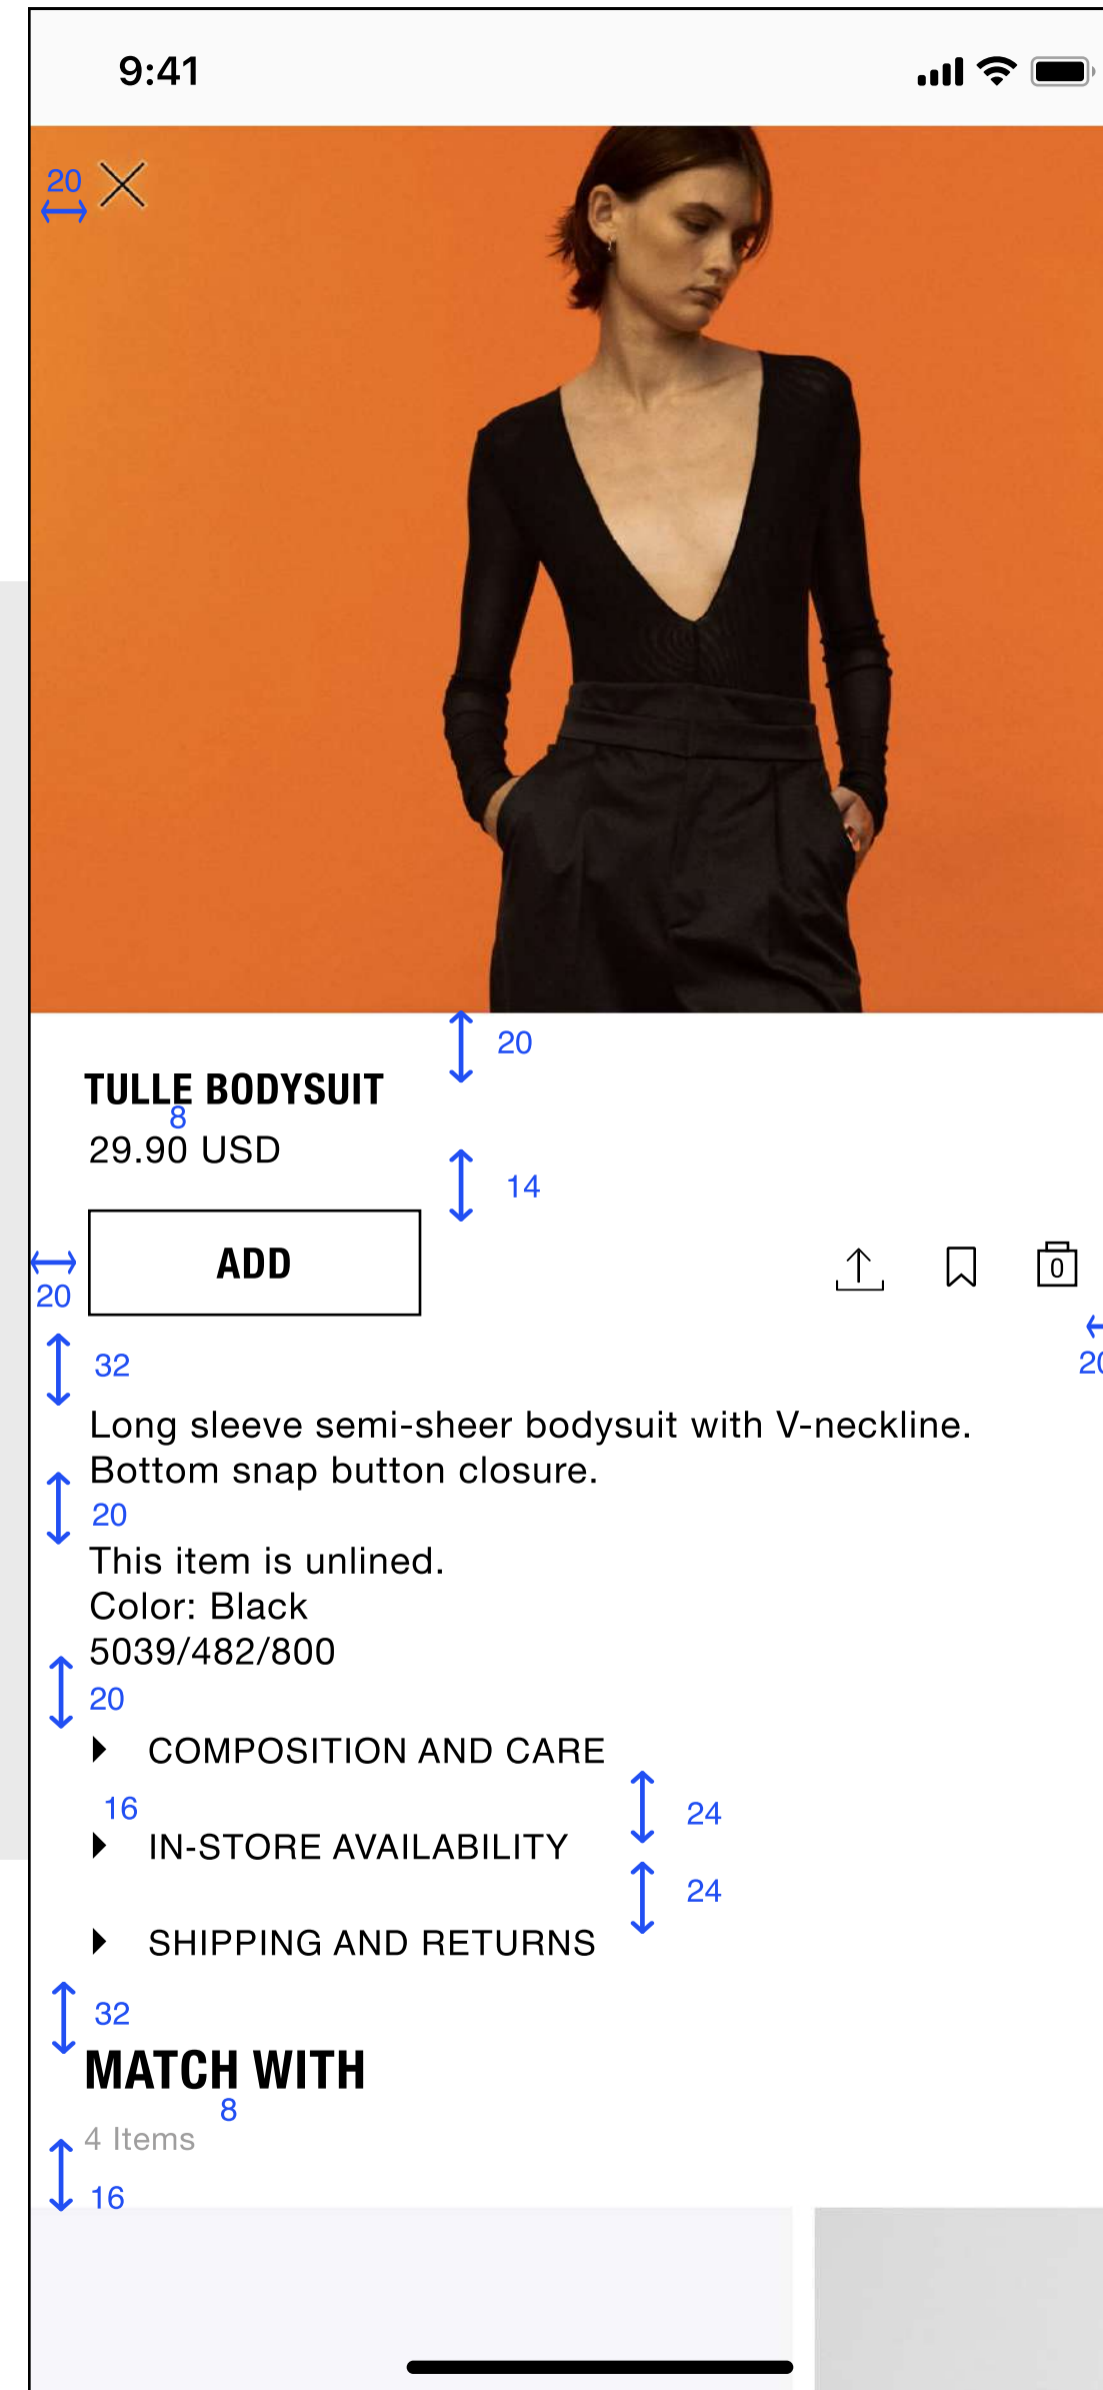 9:41
20
20
TULLE BODYSUIT
8
29.90 USD
14
ADD
0
20
20
32
Long sleeve semi-sheer bodysuit with V-neckline.
Bottom snap button closure.
20
This item is unlined.
Color: Black
5039/482/800
20
COMPOSITION AND CARE
16
24
IN-STORE AVAILABILITY
24
SHIPPING AND RETURNS
32
MATCH WITH
8
4 Items
16